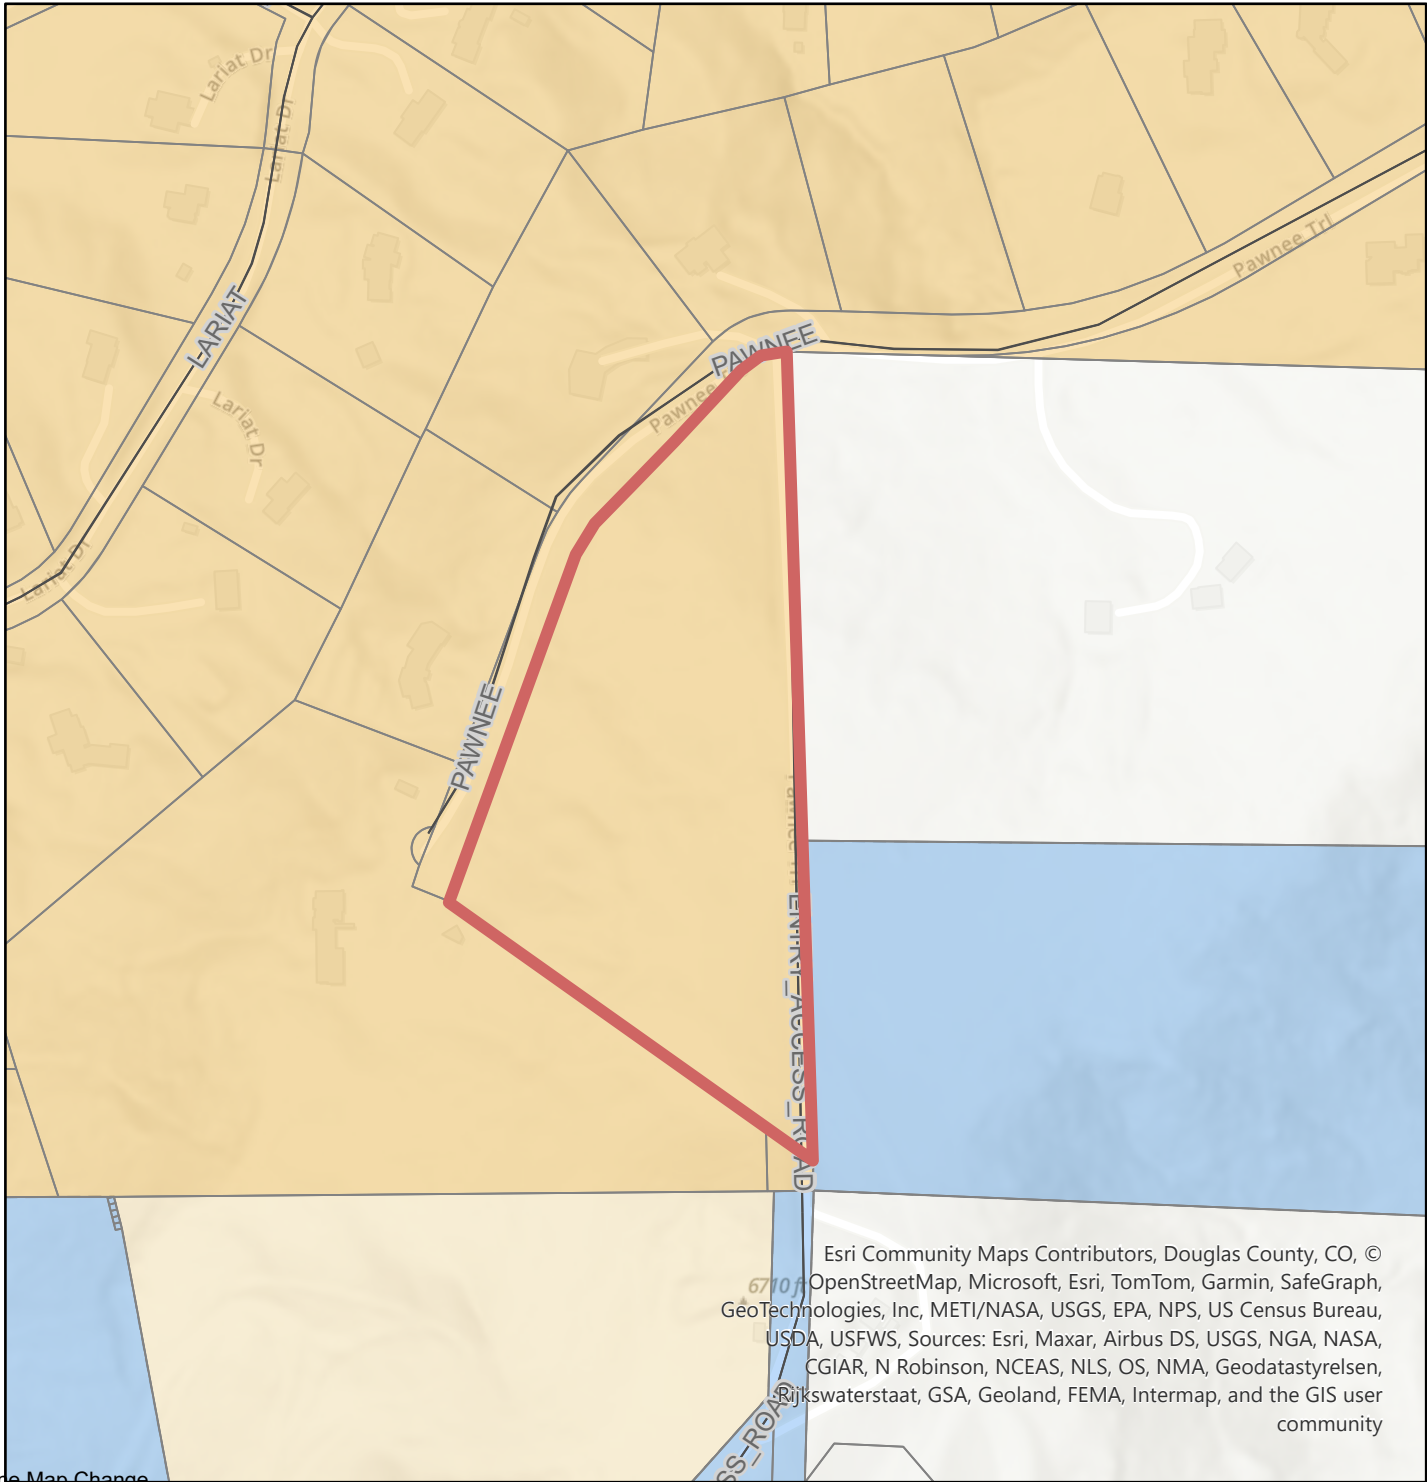 Lariat Dr
Lariat Dr
LARIAT
Pawnee Trl
PAWNEE
Pawnee
Lariat Dr
Lariat Dr
PAWNEE
ENTRY_ACCESS_ROAD
6710 ft
Esri Community Maps Contributors, Douglas County, CO, ©
OpenStreetMap, Microsoft, Esri, TomTom, Garmin, SafeGraph,
GeoTechnologies, Inc, METI/NASA, USGS, EPA, NPS, US Census Bureau,
USDA, USFWS, Sources: Esri, Maxar, Airbus DS, USGS, NGA, NASA,
CGIAR, N Robinson, NCEAS, NLS, OS, NMA, Geodatastyrelsen,
Rijkswaterstaat, GSA, Geoland, FEMA, Intermap, and the GIS user
community
SS_ROAD
Map Change